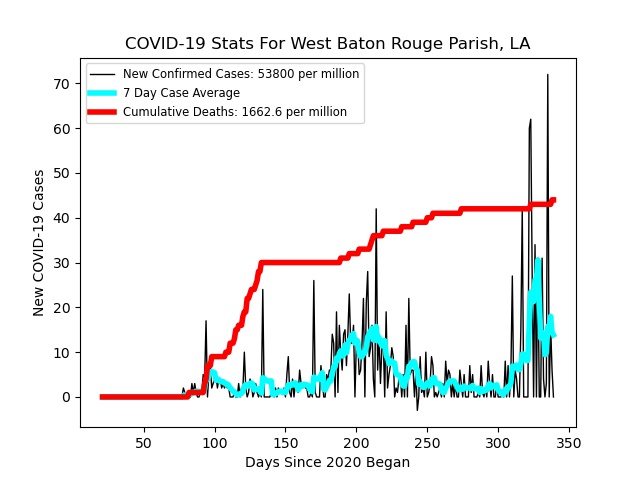 COVID-19 Stats For West Baton Rouge Parish, LA
New Confirmed Cases: 53800 per million
7 Day Case Average
Cumulative Deaths: 1662.6 per million
New COVID-19 Cases
70
60
50
40
30
20
10
0
50
100
150
200
250
300
350
Days Since 2020 Began